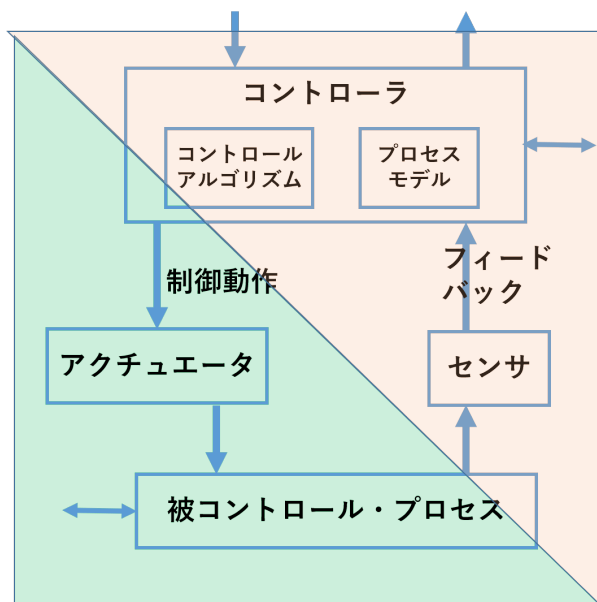 コントローラ
コントロール
アルゴリズム
プロセス
モデル
制御動作
フィード
バック
アクチュエータ
センサ
被コントロール・プロセス